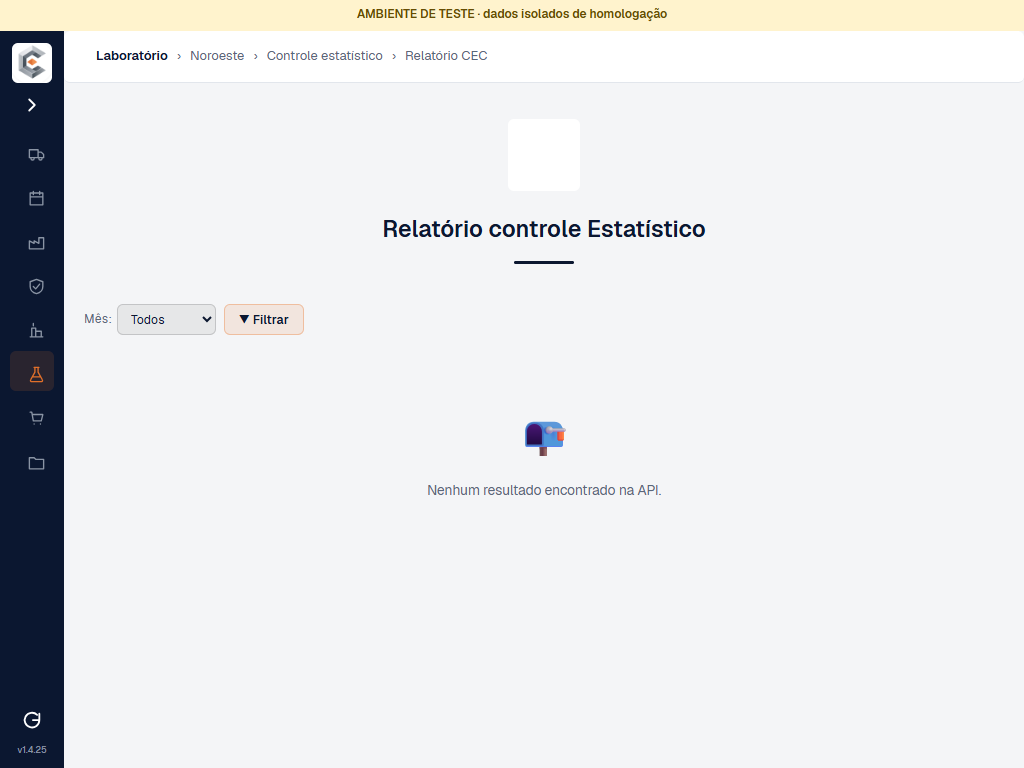 AMBIENTE DE TESTE · dados isolados de homologação
Laboratório › Noroeste › Controle estatístico › Relatório CEC
Relatório controle Estatístico
Mês: Todos ▼ Filtrar
Nenhum resultado encontrado na API.
v1.4.25